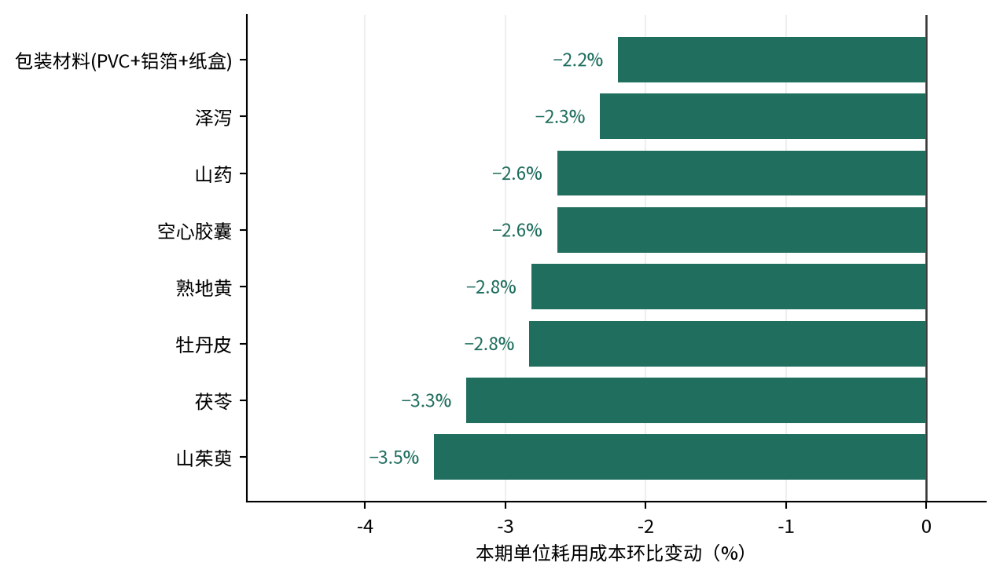 包装材料(PVC+铝箔+纸盒)
−2.2%
泽泻
−2.3%
山药
−2.6%
空心胶囊
−2.6%
熟地黄
−2.8%
牡丹皮
−2.8%
茯苓
−3.3%
山茱萸
−3.5%
-4 -3 -2 -1 0
本期单位耗用成本环比变动（%）